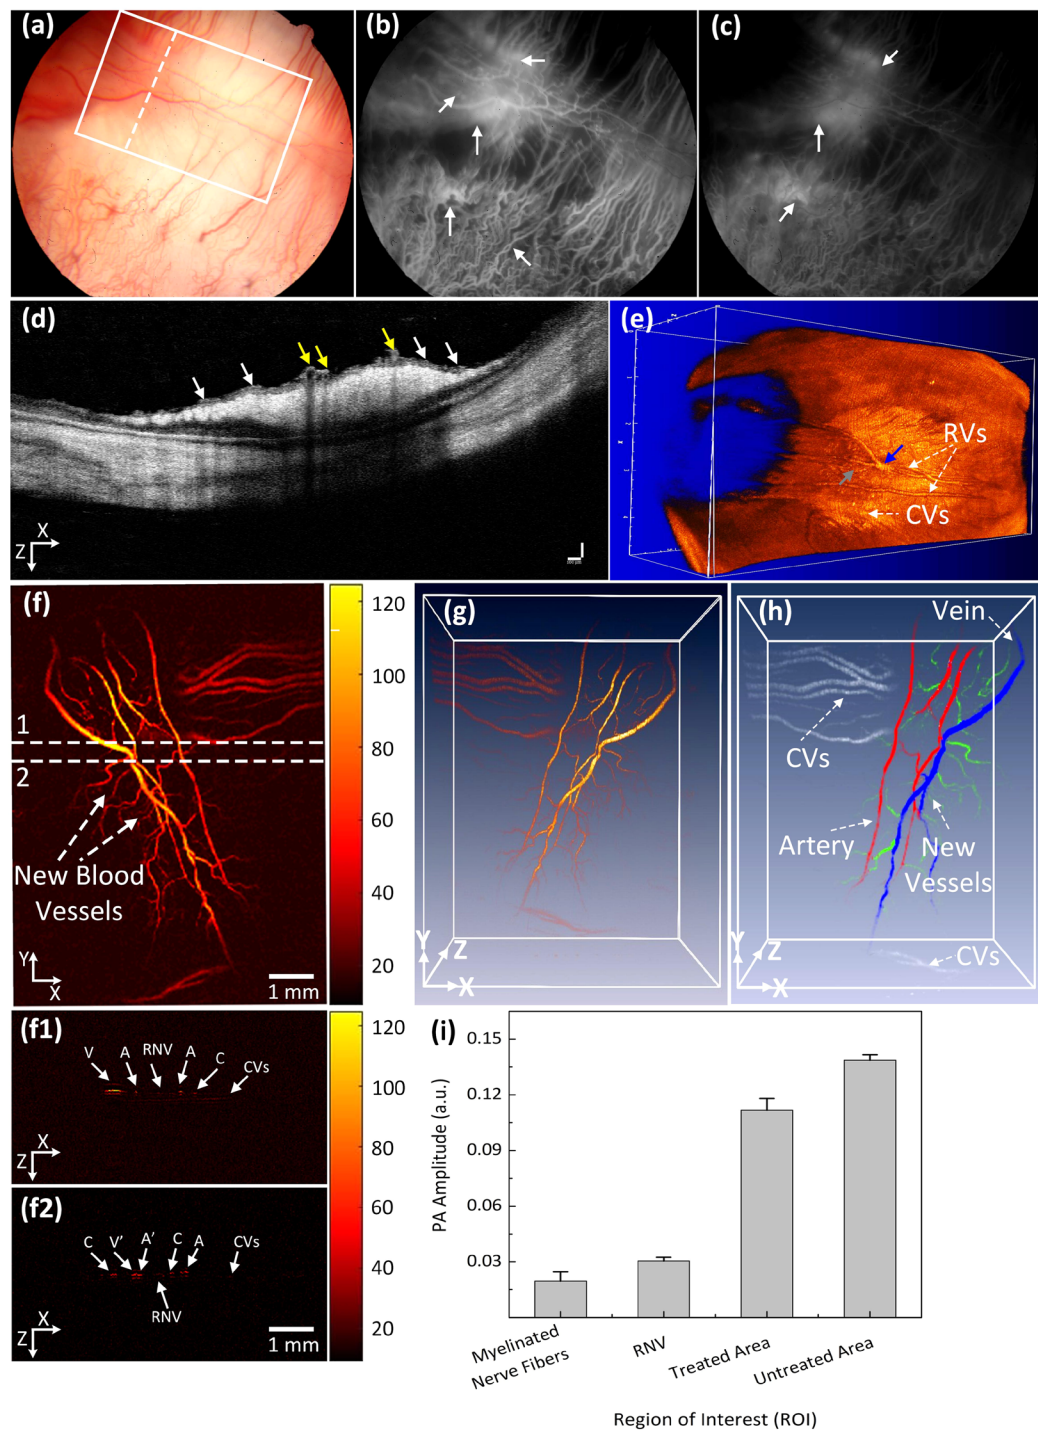 (a)
(b)
(c)
(d)
X
Z
(e)
RVs
CVs
(f)
1
2
New Blood
Vessels
Y
X
1 mm
120
100
80
60
40
20
(g)
Y
Z
X
(h)
Vein
CVs
Artery
New
Vessels
CVs
Y
Z
X
(f1)
V
A
RNV
A
C
CVs
X
Z
(f2)
C
V'
A'
C
A
CVs
RNV
X
Z
1 mm
120
100
80
60
40
20
(i)
PA Amplitude (a.u.)
0.15
0.12
0.09
0.06
0.03
Myelinated
Nerve Fibers
RNV
Treated Area
Untreated Area
Region of Interest (ROI)